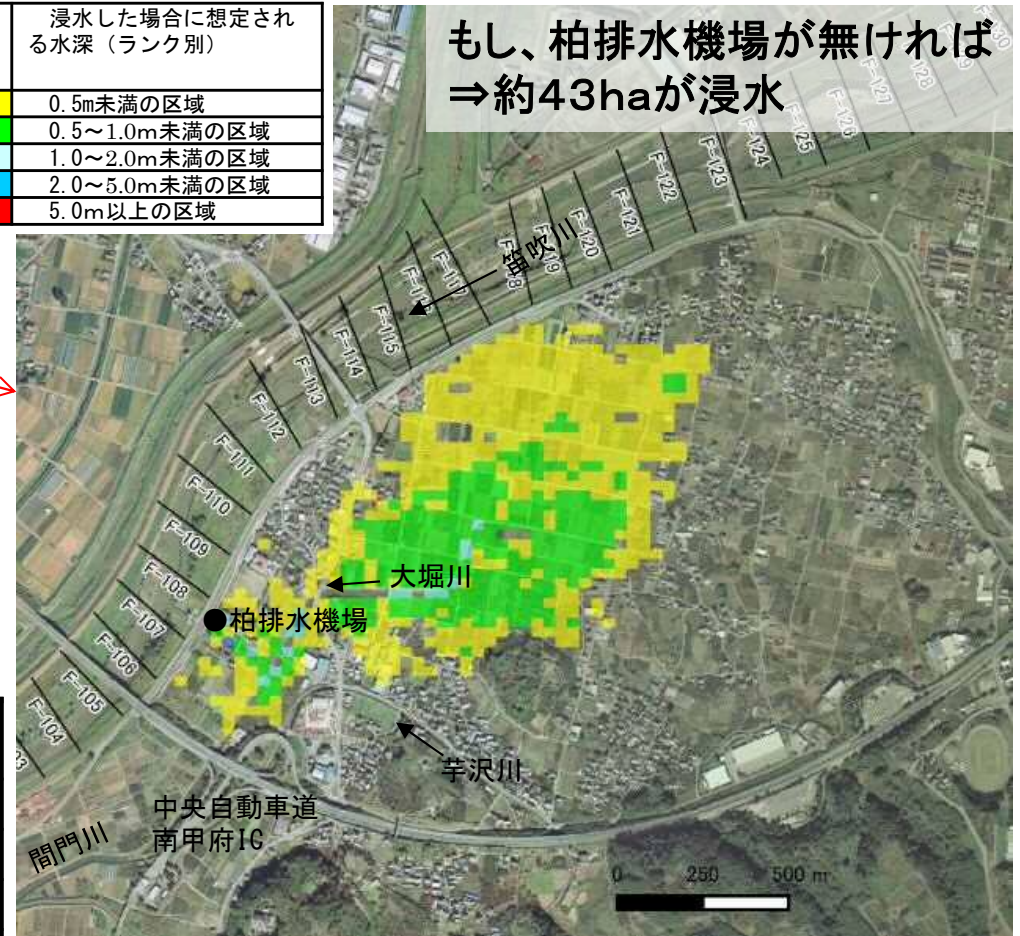 浸水した場合に想定され
る水深（ランク別）
0.5m未満の区域
0.5～1.0m未満の区域
1.0～2.0m未満の区域
2.0～5.0m未満の区域
5.0m以上の区域
もし、柏排水機場が無ければ
⇒約43haが浸水
F-127
F-126
F-125
F-124
F-123
F-122
F-121
F-120
笛吹川
F-117
F-115
F-114
F-113
F-112
F-111
F-110
F-109
F-108
F-107
F-106
F-105
F-104
大堀川
●柏排水機場
芋沢川
中央自動車道
南甲府IC
間門川
0 250 500 m